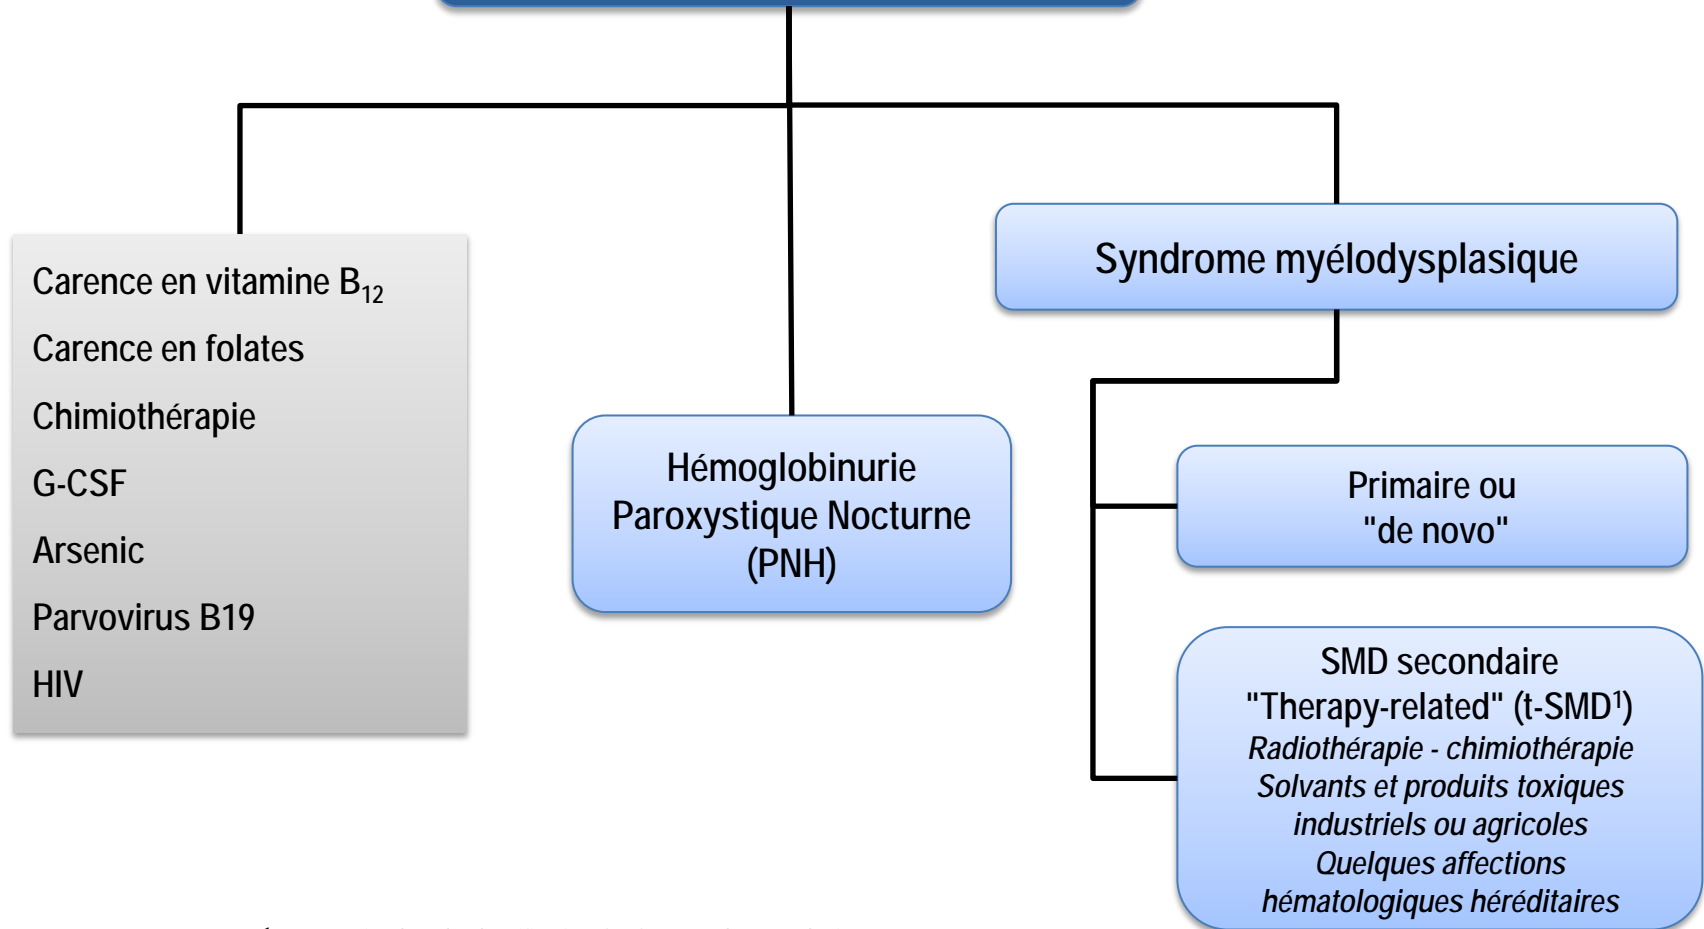 Carence en vitamine B12
Carence en folates
Chimiothérapie
G-CSF
Arsenic
Parvovirus B19
HIV
Hémoglobinurie
Paroxystique Nocturne
(PNH)
Syndrome myélodysplasique
Primaire ou
"de novo"
SMD secondaire
"Therapy-related" (t-SMD1)
Radiothérapie - chimiothérapie
Solvants et produits toxiques
industriels ou agricoles
Quelques affections
hématologiques héréditaires